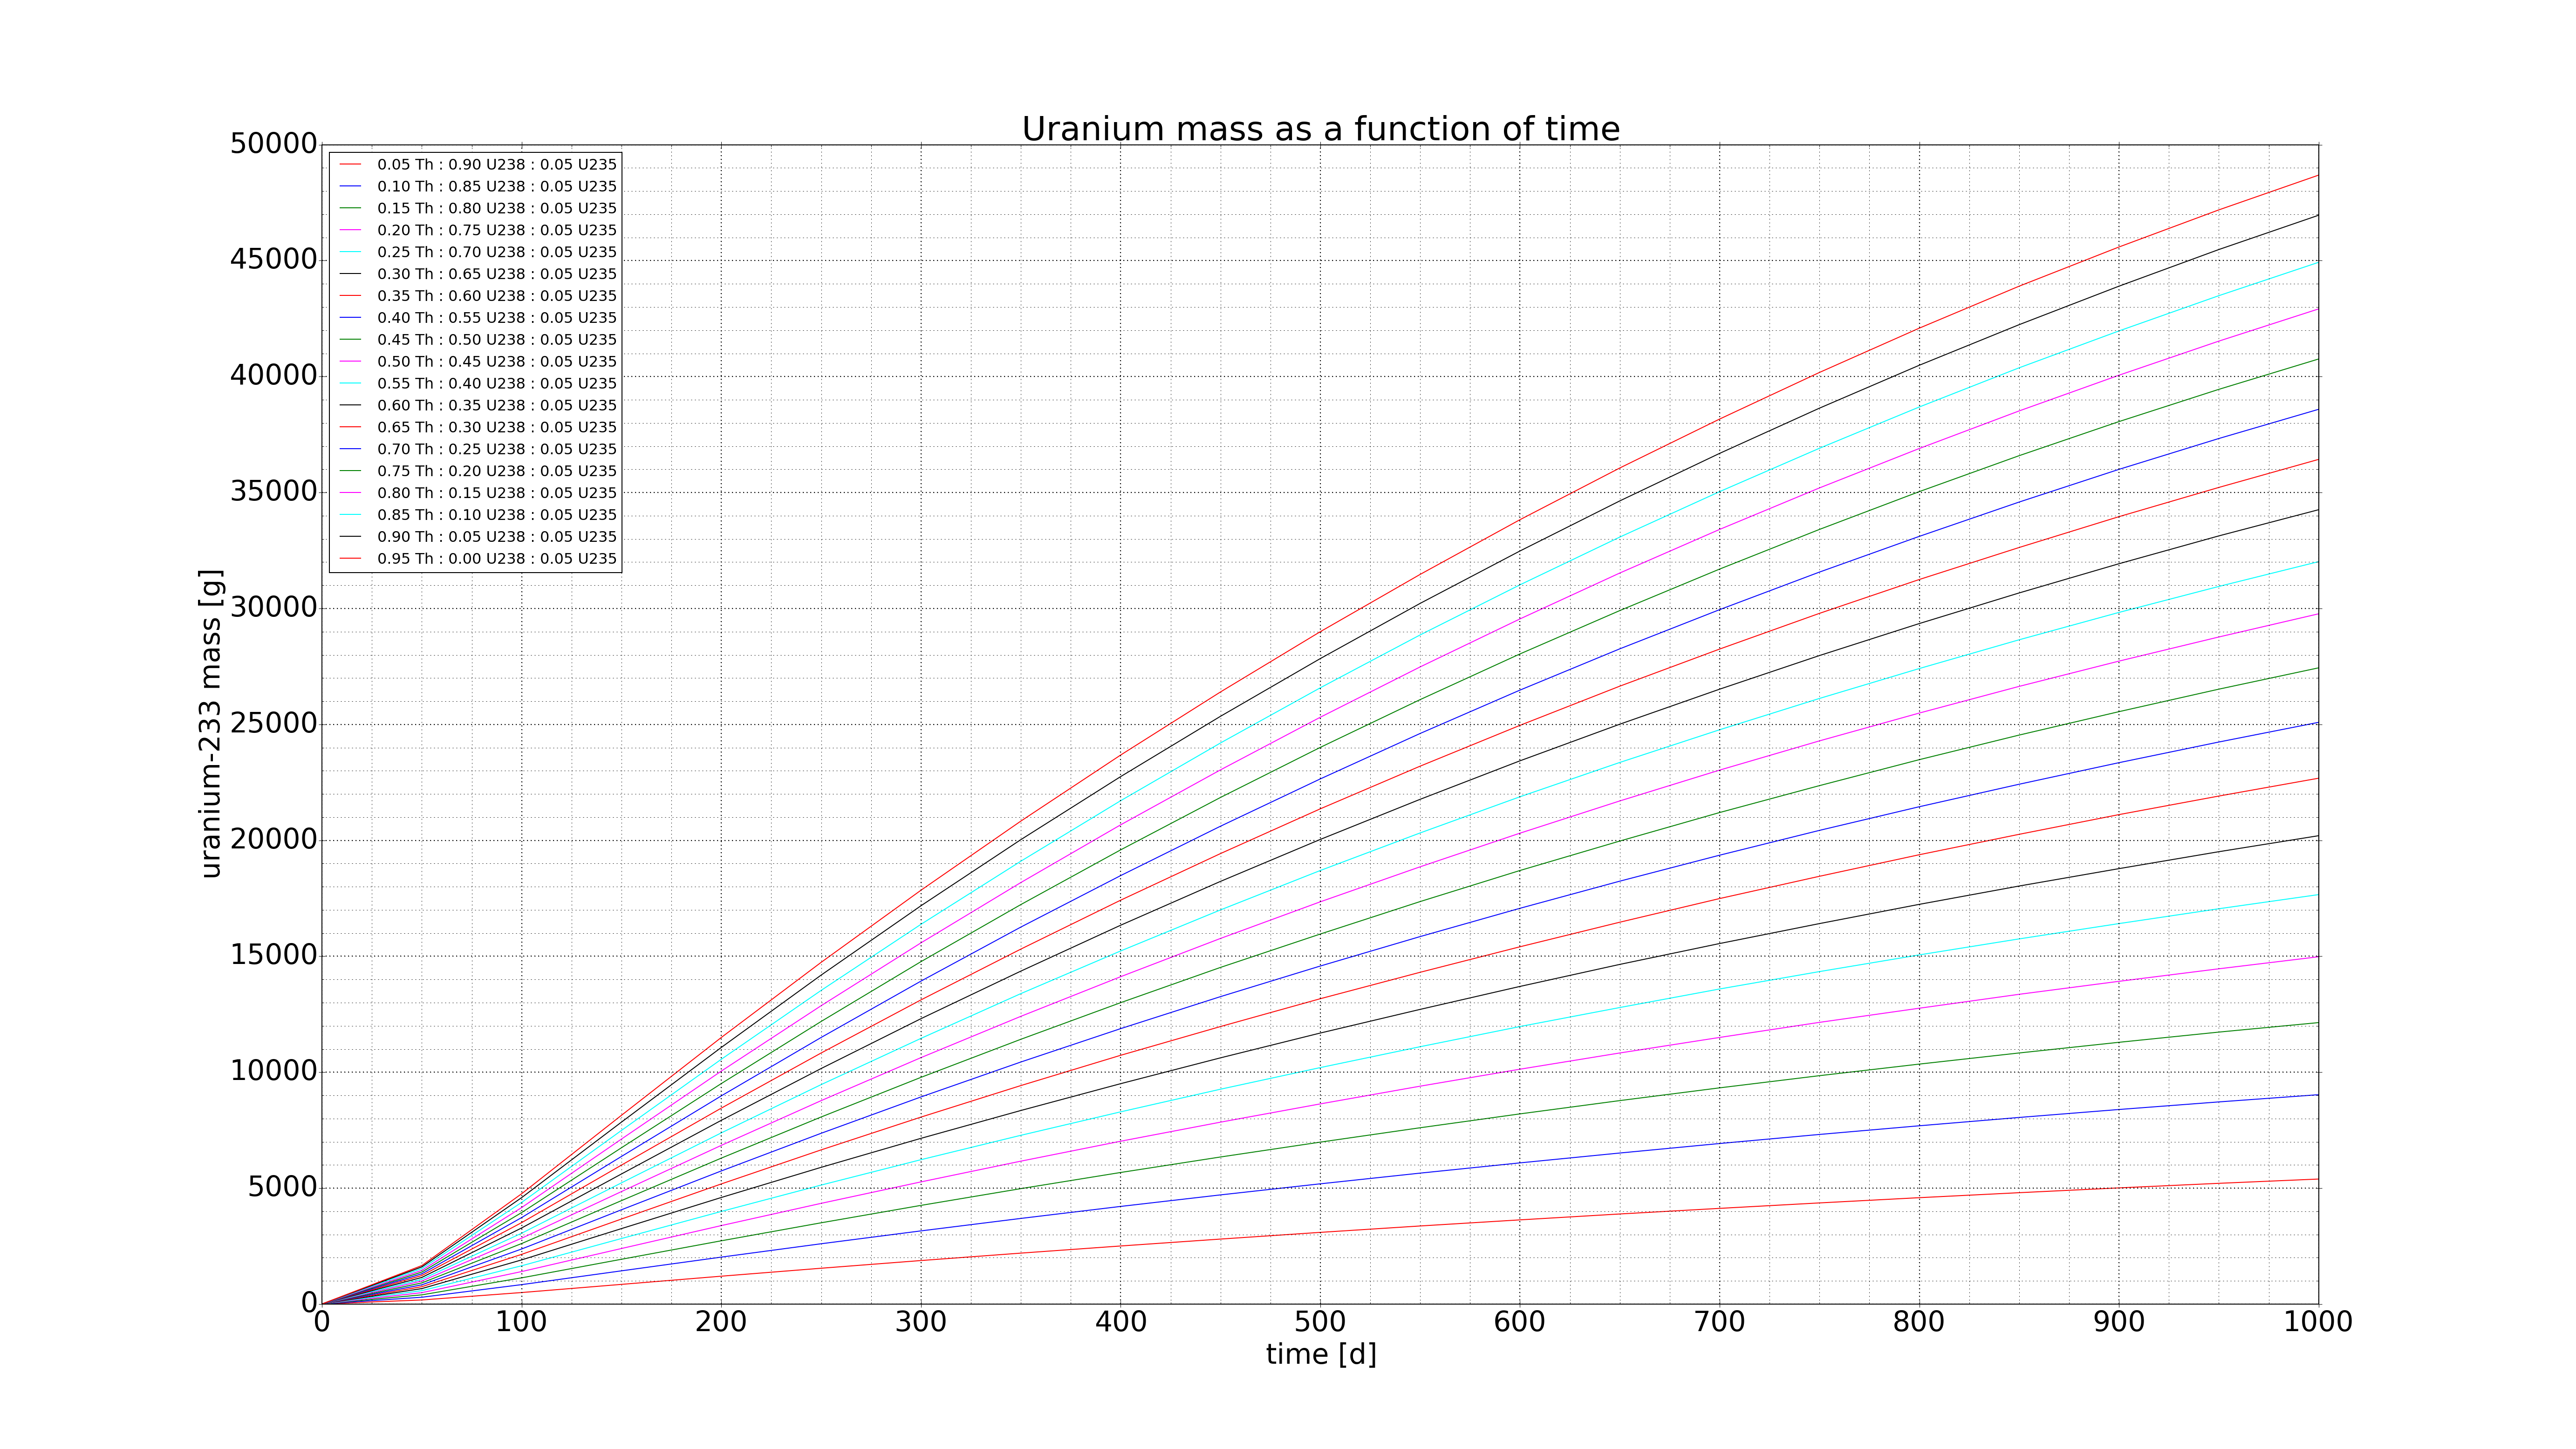 Uranium mass as a function of time
50000
45000
40000
35000
30000
25000
20000
15000
10000
5000
0
uranium-233 mass [g]
0.05 Th : 0.90 U238 : 0.05 U235
0.10 Th : 0.85 U238 : 0.05 U235
0.15 Th : 0.80 U238 : 0.05 U235
0.20 Th : 0.75 U238 : 0.05 U235
0.25 Th : 0.70 U238 : 0.05 U235
0.30 Th : 0.65 U238 : 0.05 U235
0.35 Th : 0.60 U238 : 0.05 U235
0.40 Th : 0.55 U238 : 0.05 U235
0.45 Th : 0.50 U238 : 0.05 U235
0.50 Th : 0.45 U238 : 0.05 U235
0.55 Th : 0.40 U238 : 0.05 U235
0.60 Th : 0.35 U238 : 0.05 U235
0.65 Th : 0.30 U238 : 0.05 U235
0.70 Th : 0.25 U238 : 0.05 U235
0.75 Th : 0.20 U238 : 0.05 U235
0.80 Th : 0.15 U238 : 0.05 U235
0.85 Th : 0.10 U238 : 0.05 U235
0.90 Th : 0.05 U238 : 0.05 U235
0.95 Th : 0.00 U238 : 0.05 U235
0 100 200 300 400 500 600 700 800 900 1000
time [d]